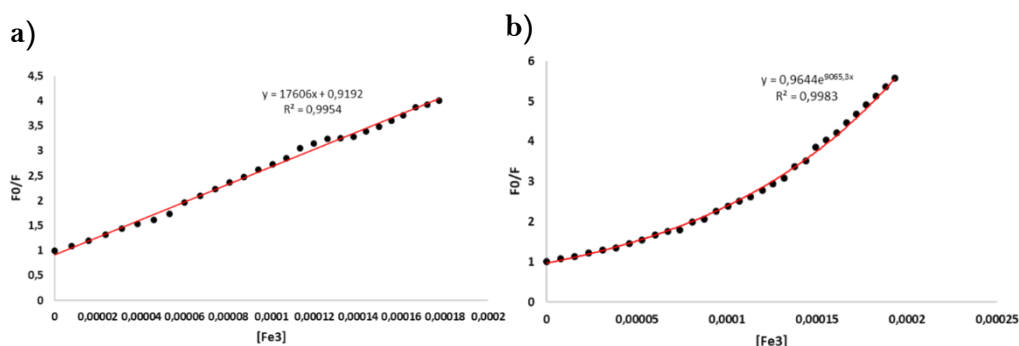 a)
4,5
4
3,5
3
2,5
2
1,5
1
0,5
0
F0/F
y = 17606x + 0,9192
R² = 0,9954
0 0,00002 0,00004 0,00006 0,00008 0,0001 0,00012 0,00014 0,00016 0,00018 0,0002
[Fe3]
b)
6
5
4
3
2
1
0
F0/F
y = 0,9644e^9065,3x
R² = 0,9983
0 0,00005 0,0001 0,00015 0,0002 0,00025
[Fe3]